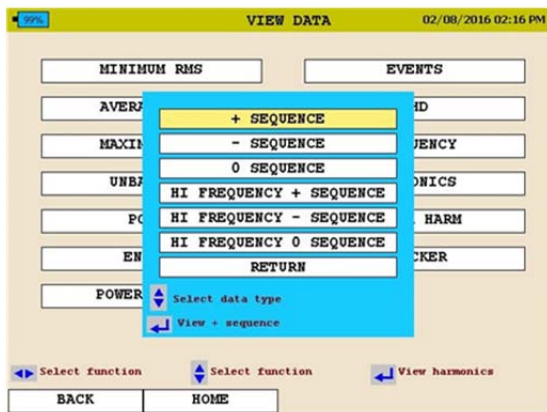 99%
VIEW DATA
02/08/2016 02:16 PM
MINIMUM RMS
EVENTS
+ SEQUENCE
- SEQUENCE
0 SEQUENCE
HI FREQUENCY + SEQUENCE
HI FREQUENCY - SEQUENCE
HI FREQUENCY 0 SEQUENCE
RETURN
Select data type
View + sequence
HARM
POWER
Select function
Select function
View harmonics
BACK
HOME